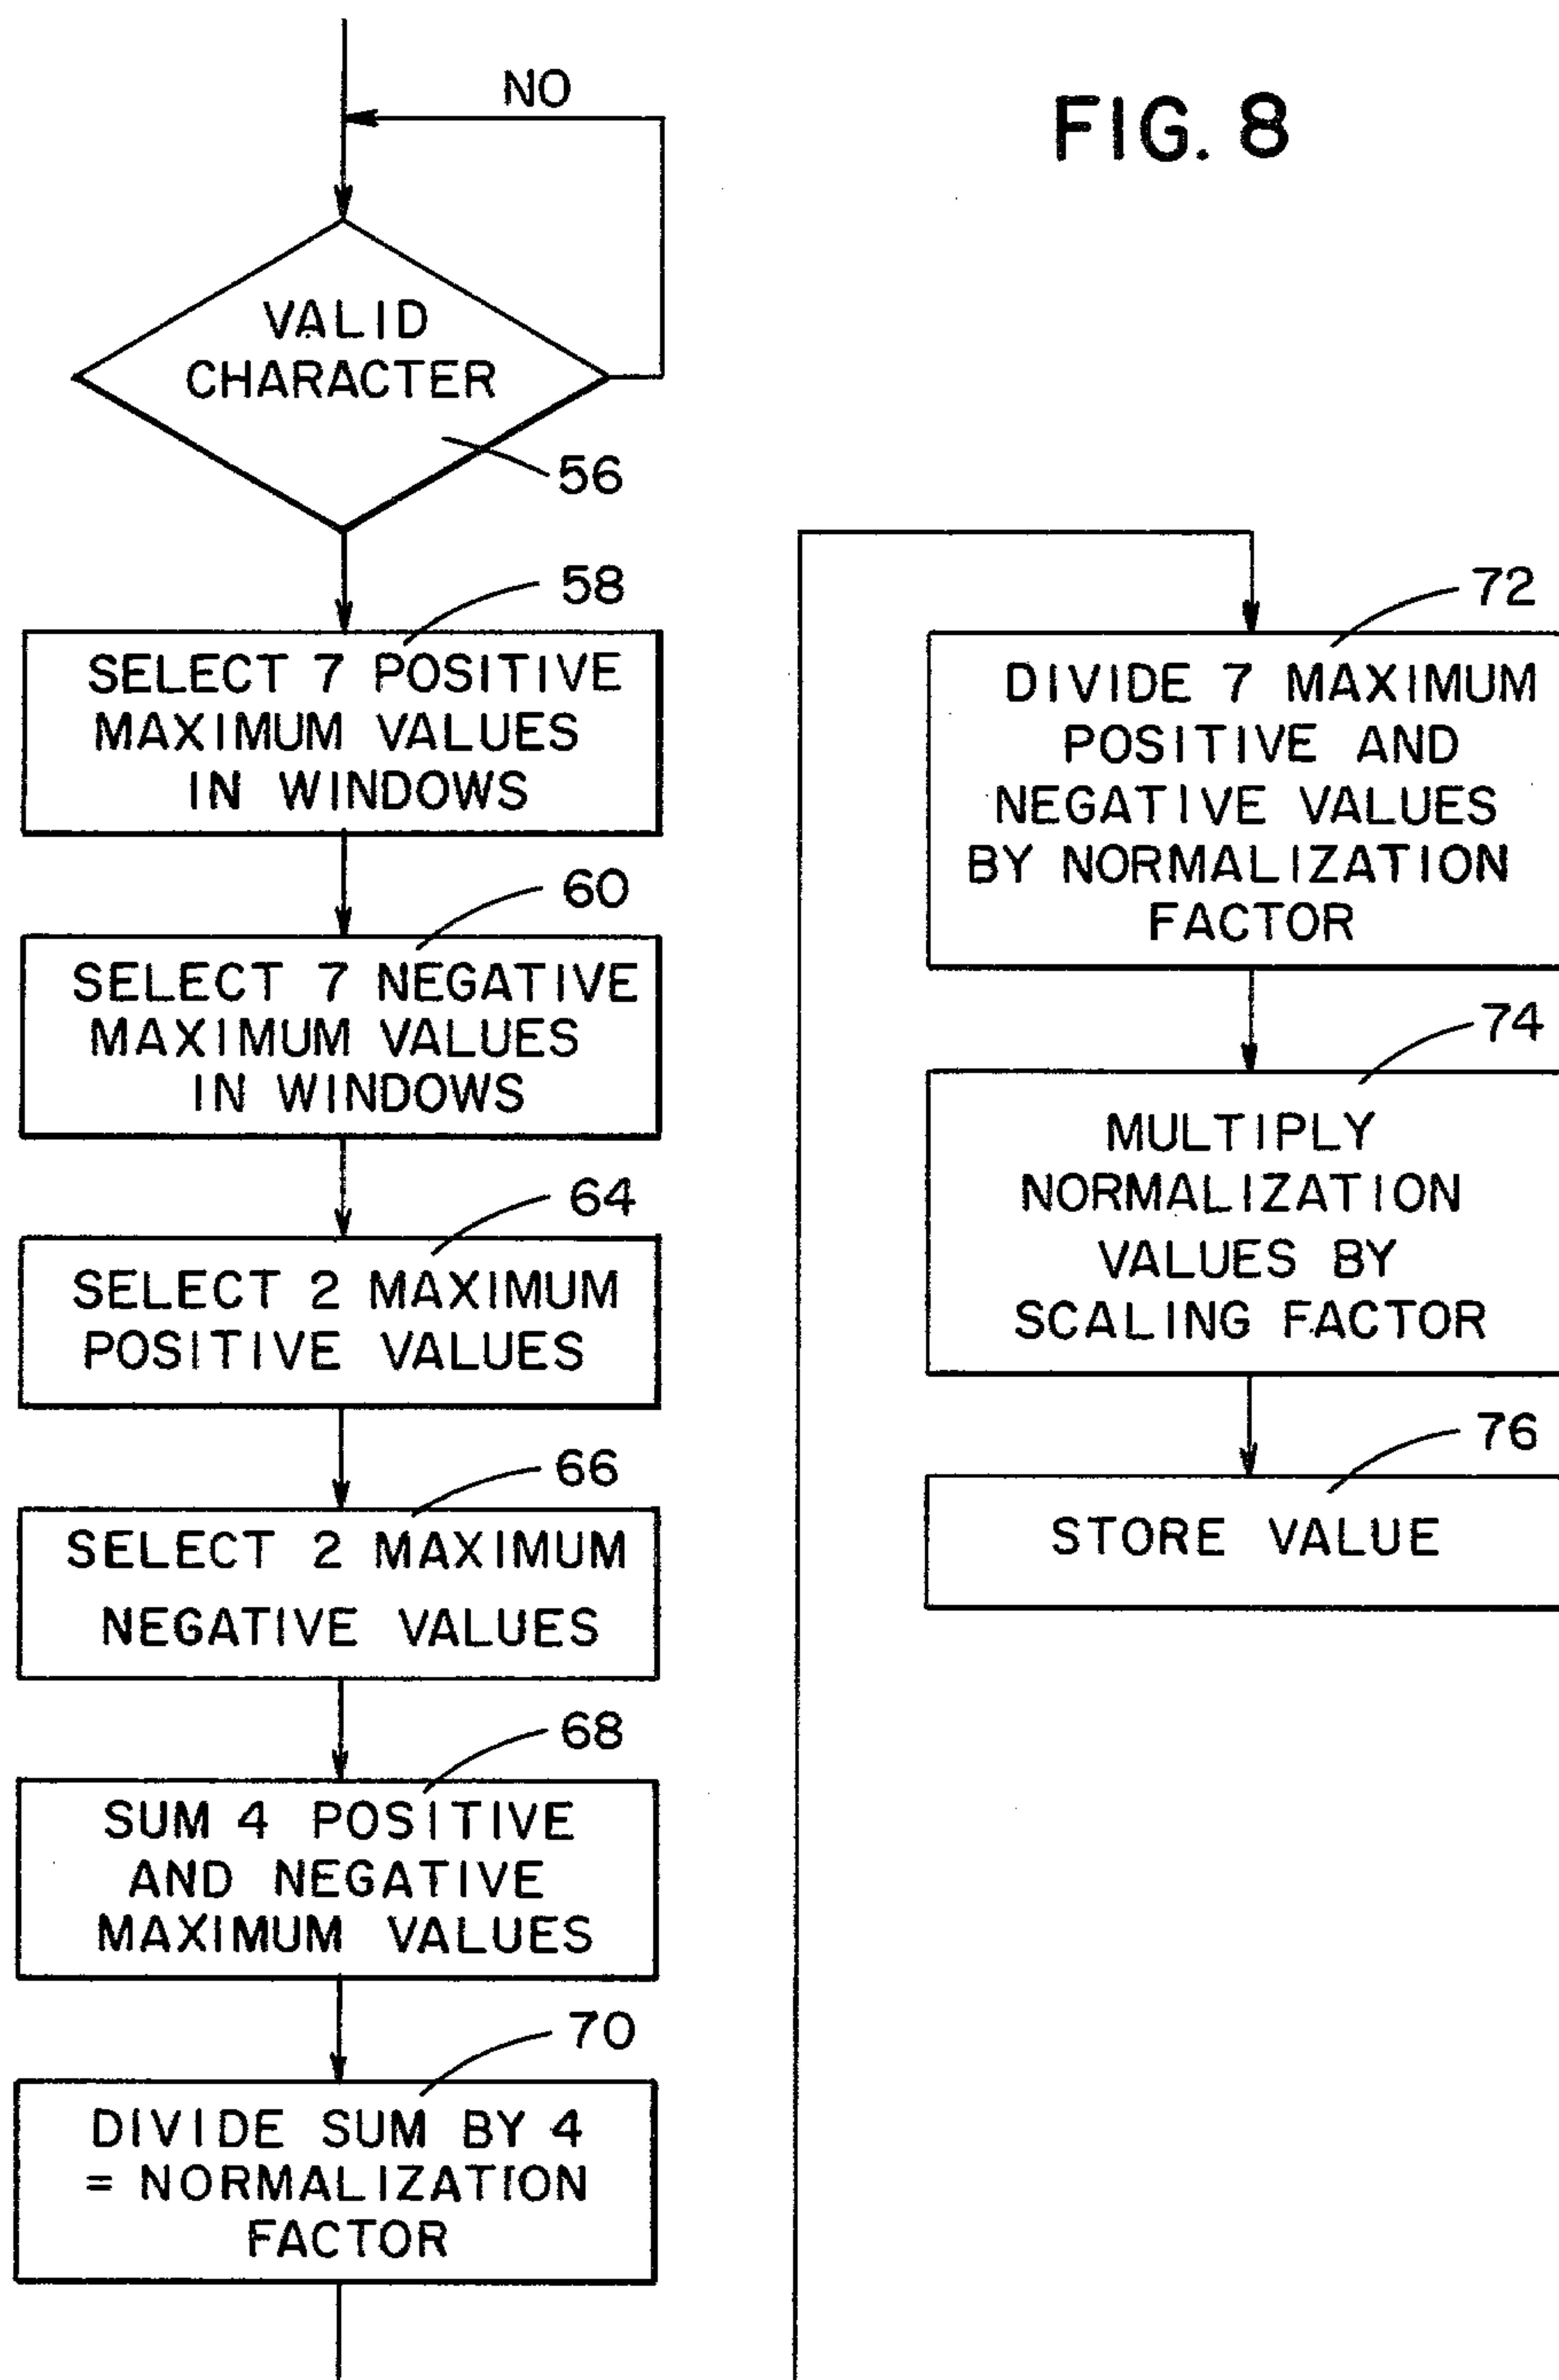 FIG. 8
NO
VALID
CHARACTER
56
58
SELECT 7 POSITIVE
MAXIMUM VALUES
IN WINDOWS
60
SELECT 7 NEGATIVE
MAXIMUM VALUES
IN WINDOWS
64
SELECT 2 MAXIMUM
POSITIVE VALUES
66
SELECT 2 MAXIMUM
NEGATIVE VALUES
68
SUM 4 POSITIVE
AND NEGATIVE
MAXIMUM VALUES
70
DIVIDE SUM BY 4
= NORMALIZATION
FACTOR
72
DIVIDE 7 MAXIMUM
POSITIVE AND
NEGATIVE VALUES
BY NORMALIZATION
FACTOR
74
MULTIPLY
NORMALIZATION
VALUES BY
SCALING FACTOR
76
STORE VALUE